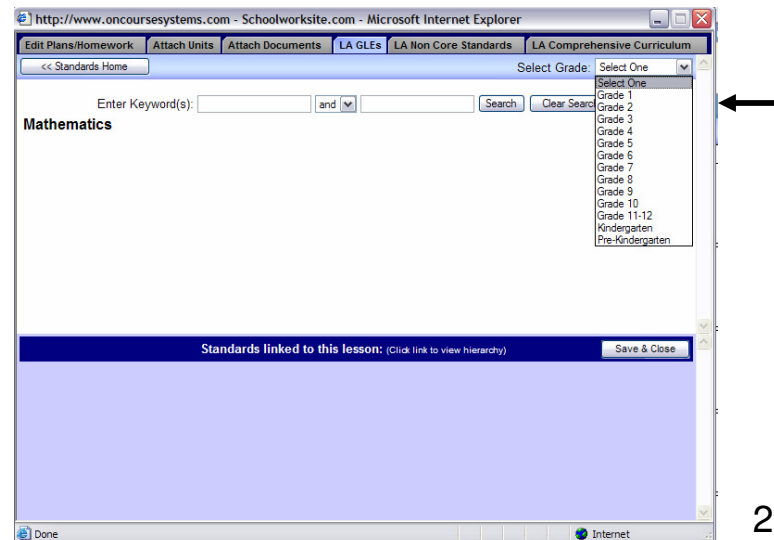 http://www.oncoursesystems.com - Schoolworksite.com - Microsoft Internet Explorer
Edit Plans/Homework Attach Units Attach Documents LA GLEs LA Non Core Standards LA Comprehensive Curriculum
<< Standards Home Select Grade: Select One
Select One
Grade 1
Enter Keyword(s): and Search Clear Searc
Grade 2
Mathematics
Grade 3
Grade 4
Grade 5
Grade 6
Grade 7
Grade 8
Grade 9
Grade 10
Grade 11-12
Kindergarten
Pre-Kindergarten
Standards linked to this lesson: (Click link to view hierarchy) Save & Close
2
Done Internet